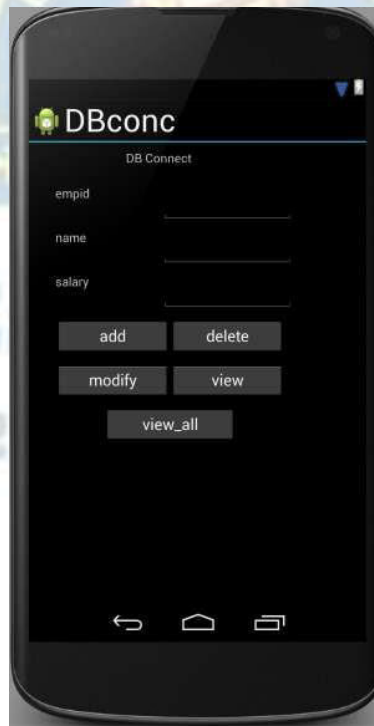 DBconc
DB Connect
empid
name
salary
add delete
modify view
view_all